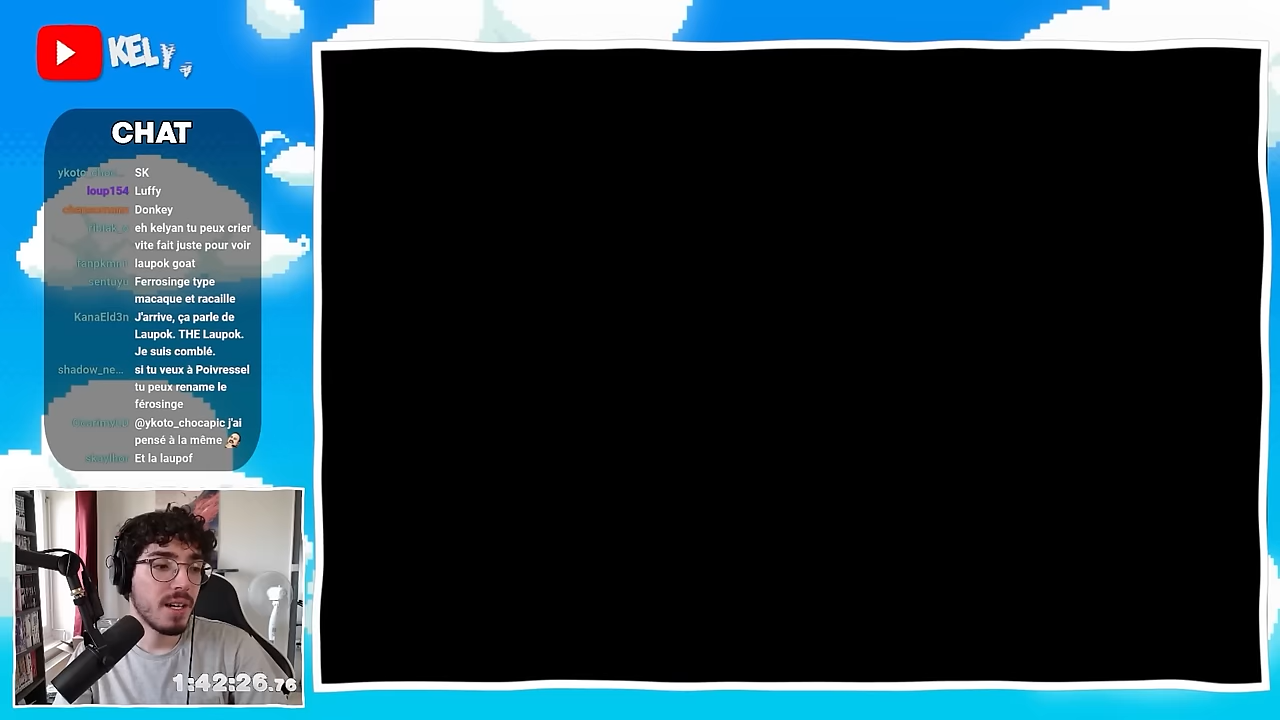 KELY
CHAT
SK
loup154 Luffy
Donkey
eh kelyan tu peux crier
vite fait juste pour voir
laupok goat
Ferrosinge type
macaque et racaille
KanaEld3n J'arrive, ça parle de
Laupok. THE Laupok.
Je suis comblé.
shadow_ne... si tu veux à Poivressel
tu peux rename le
férosinge
@ykoto_chocapic j'ai
pensé à la même
Et la laupof
1:42:26.76